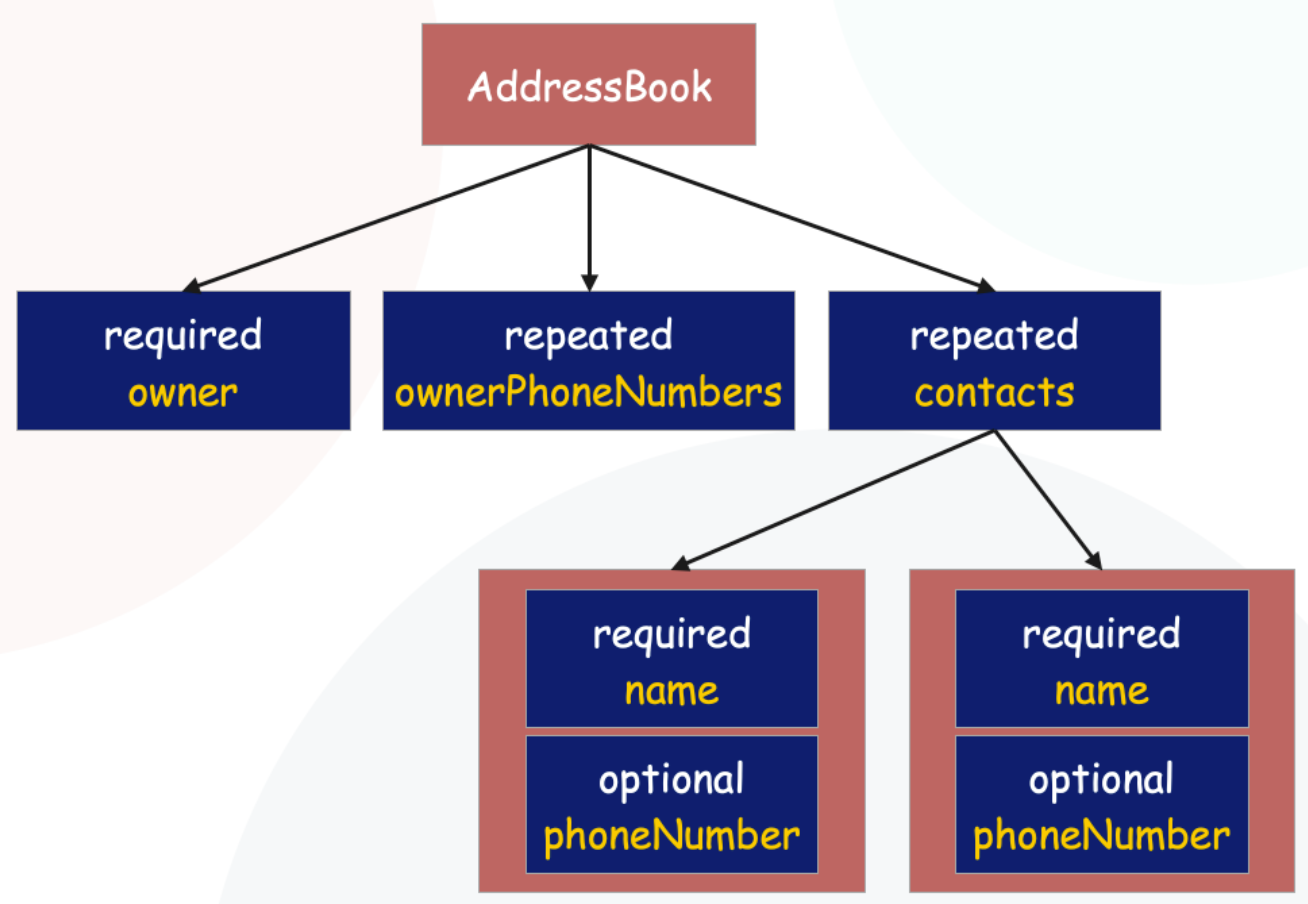 AddressBook
required
owner
repeated
ownerPhoneNumbers
repeated
contacts
required
name
optional
phoneNumber
required
name
optional
phoneNumber